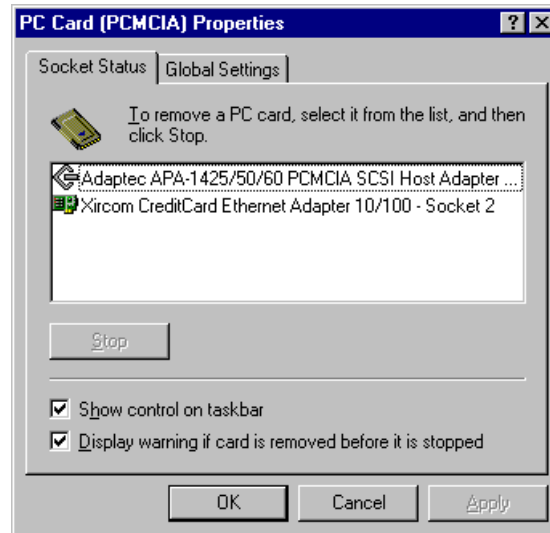 PC Card (PCMCIA) Properties
Socket Status
Global Settings
To remove a PC card, select it from the list, and then
click Stop.
Adaptec APA-1425/50/60 PCMCIA SCSI Host Adapter ...
Xircom CreditCard Ethernet Adapter 10/100 - Socket 2
Stop
Show control on taskbar
Display warning if card is removed before it is stopped
OK
Cancel
Apply